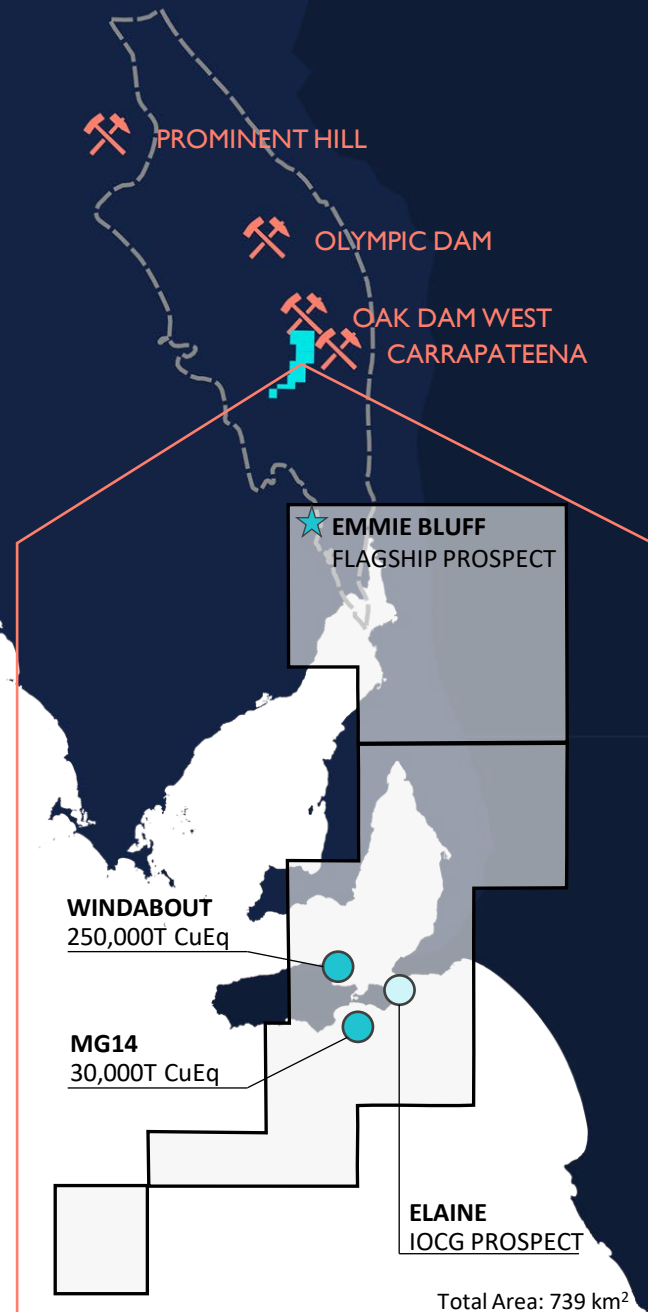 PROMINENT HILL
OLYMPIC DAM
OAK DAM WEST
CARRAPATEENA
EMMIE BLUFF
FLAGSHIP PROSPECT
WINDABOUT
250,000T CuEq
MG14
30,000T CuEq
ELAINE
IOCG PROSPECT
Total Area: 739 km²